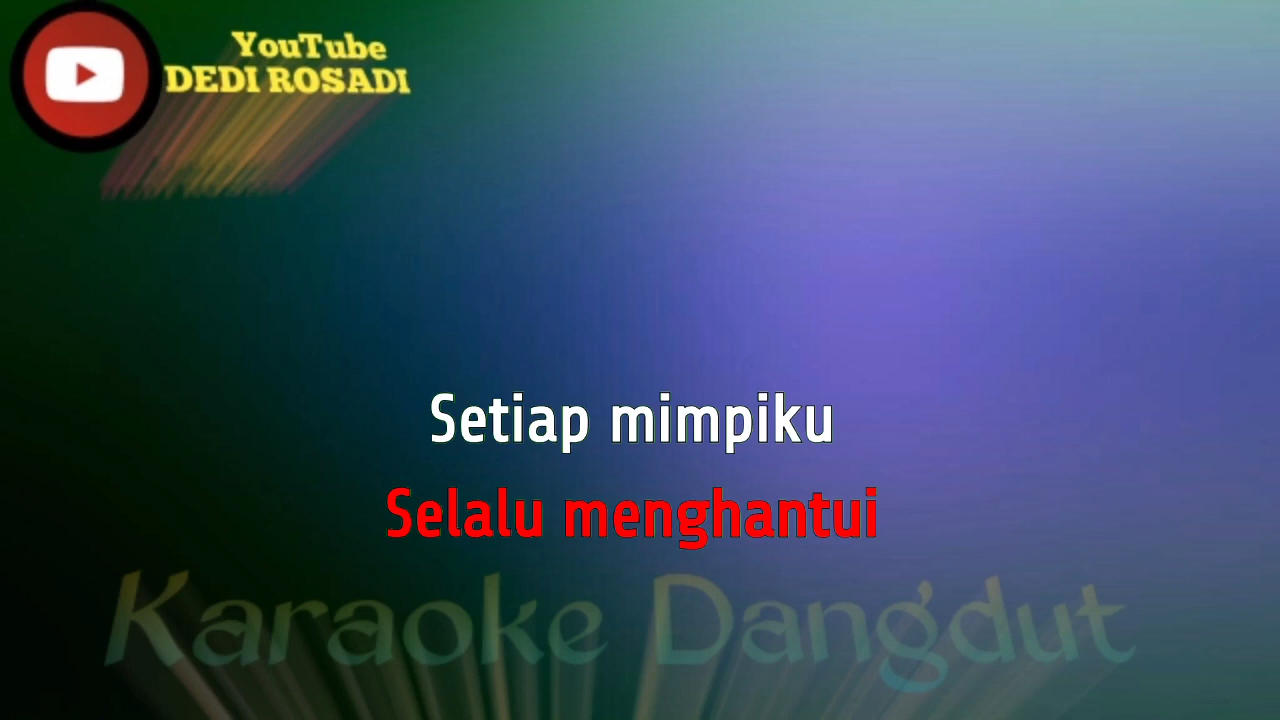 YouTube
DEDI ROSADI
Setiap mimpiku
Selalu menghantui
Karaoke Dangdut